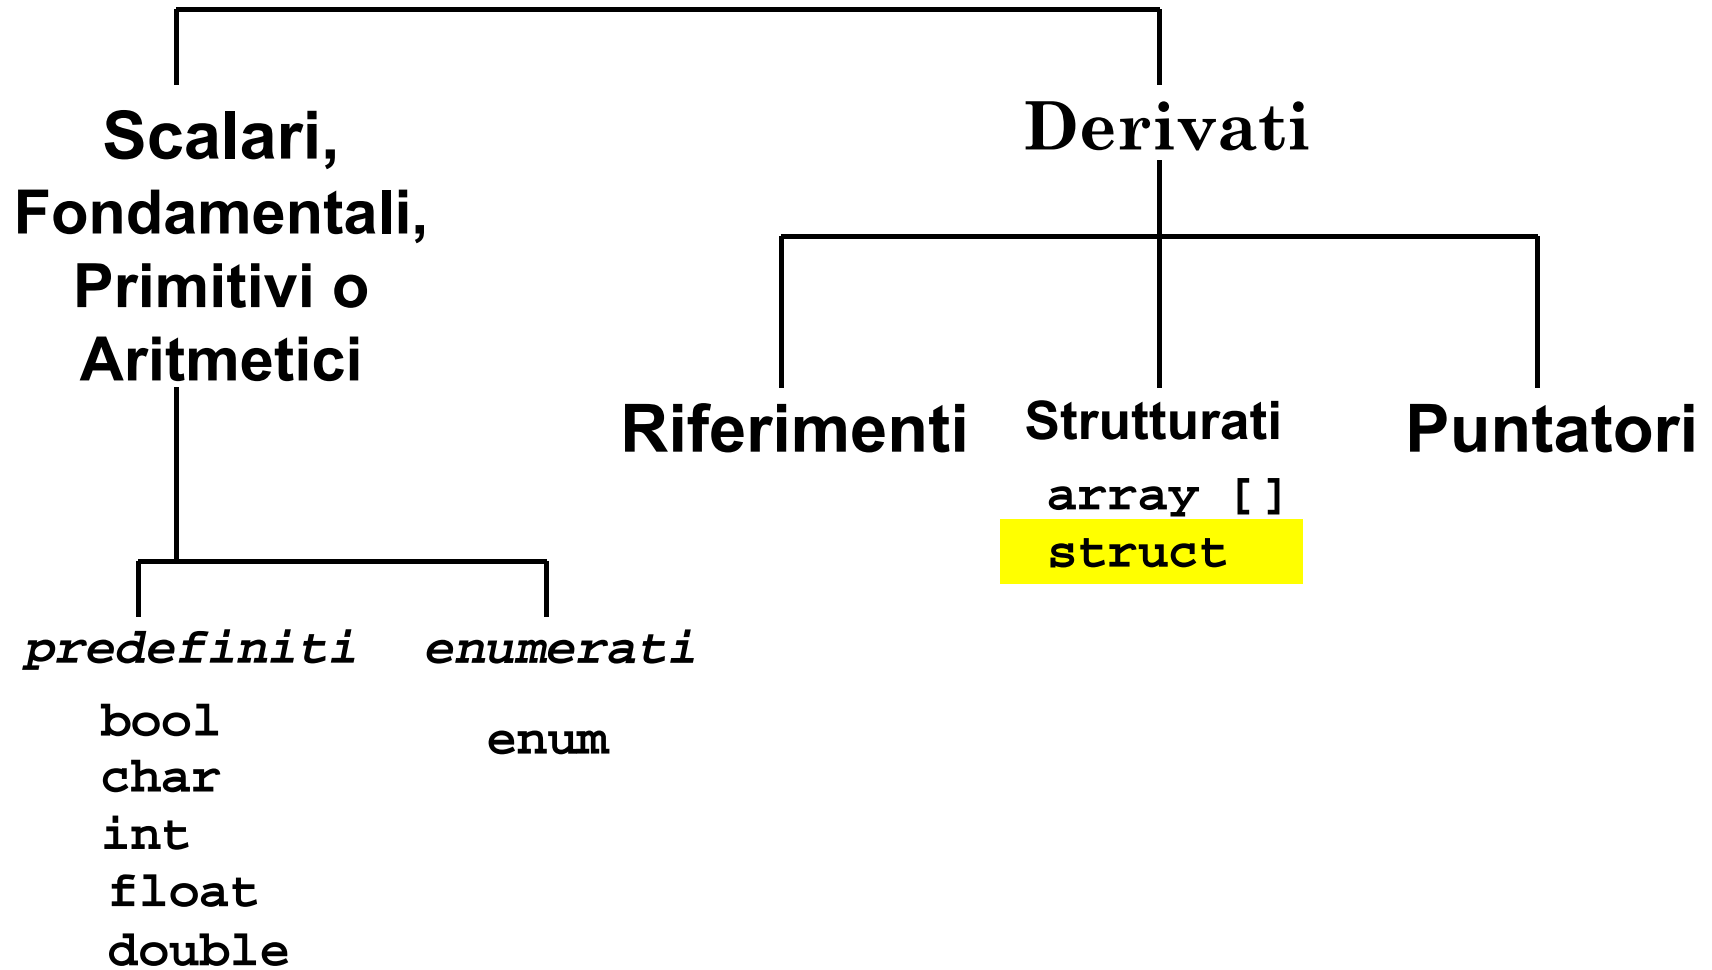 Scalari,
Fondamentali,
Primitivi o
Aritmetici
Derivati
Riferimenti
Strutturati
array []
struct
Puntatori
predefiniti
bool
char
int
float
double
enumerati
enum